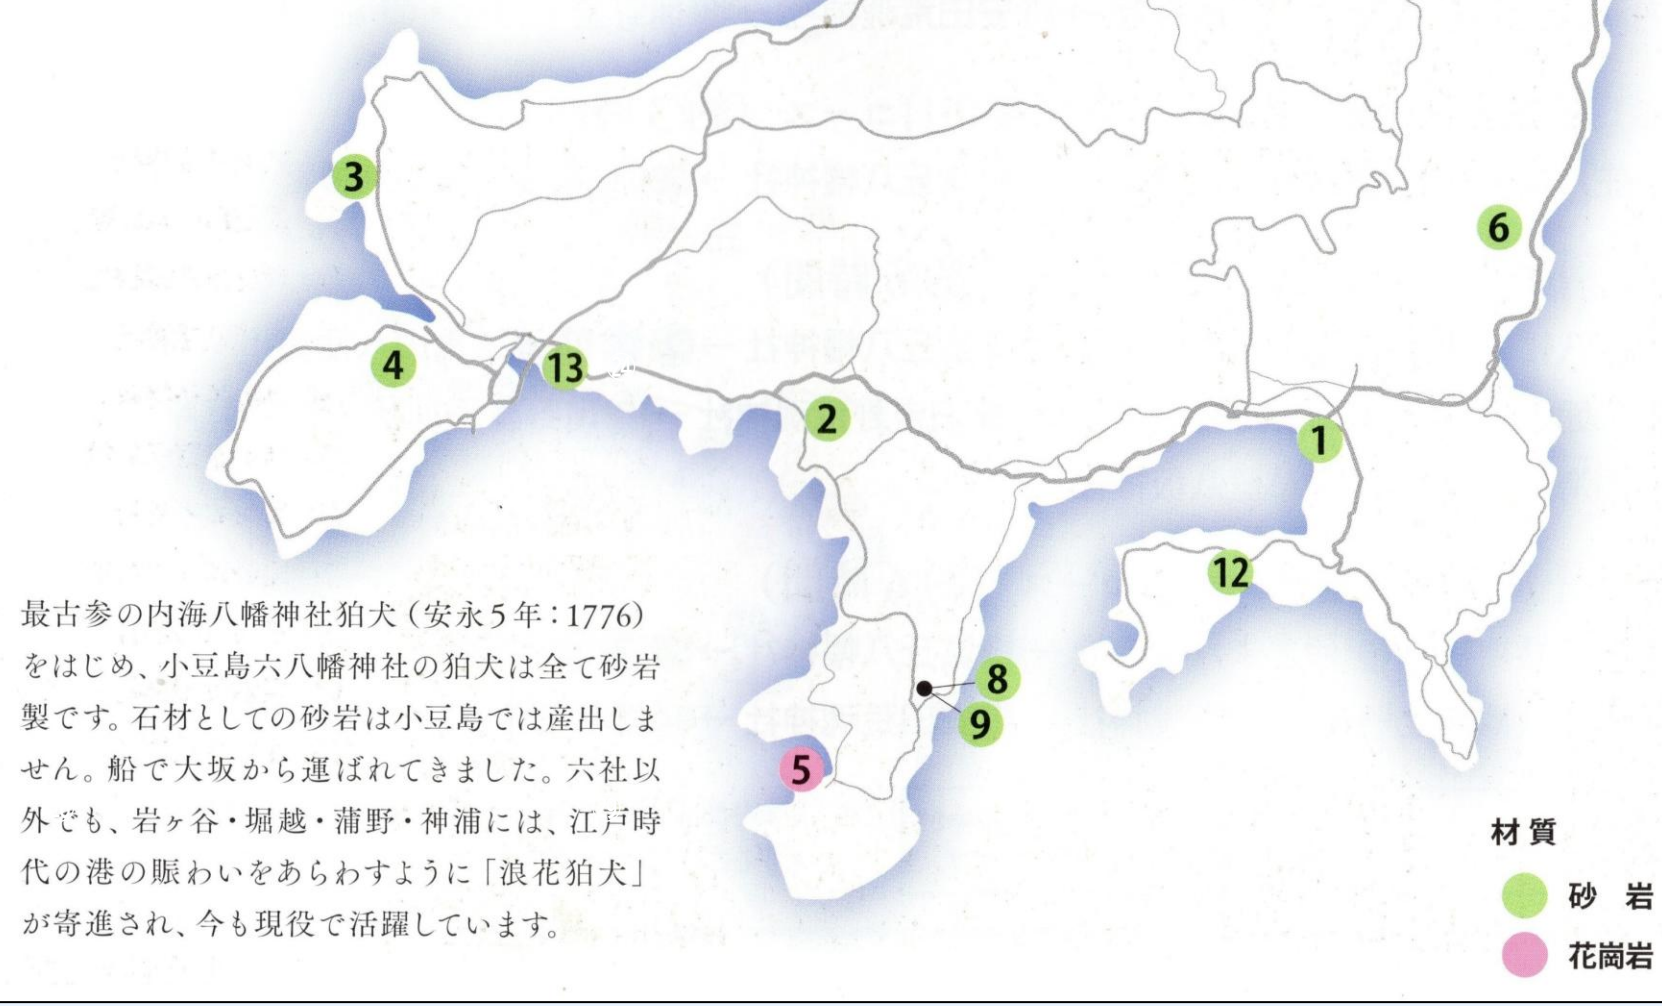 3
6
4
13
2
1
12
8
9
5
最古参の内海八幡神社狛犬（安永5年：1776）
をはじめ、小豆島六八幡神社の狛犬は全て砂岩
製です。石材としての砂岩は小豆島では産出しま
せん。船で大坂から運ばれてきました。六社以
外でも、岩ヶ谷・堀越・蒲野・神浦には、江戸時
代の港の賑わいをあらわすように「浪花狛犬」
が寄進され、今も現役で活躍しています。
材質
砂 岩
花崗岩